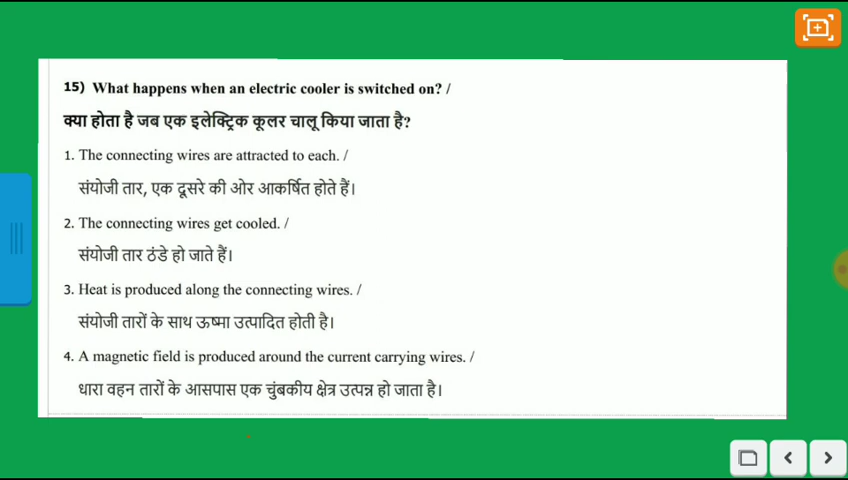 15) What happens when an electric cooler is switched on? /
क्या होता है जब एक इलेक्ट्रिक कूलर चालू किया जाता है?
1. The connecting wires are attracted to each. /
संयोजी तार, एक दूसरे की ओर आकर्षित होते हैं।
2. The connecting wires get cooled. /
संयोजी तार ठंडे हो जाते हैं।
3. Heat is produced along the connecting wires. /
संयोजी तारों के साथ ऊष्मा उत्पादित होती है।
4. A magnetic field is produced around the current carrying wires. /
धारा वहन तारों के आसपास एक चुंबकीय क्षेत्र उत्पन्न हो जाता है।